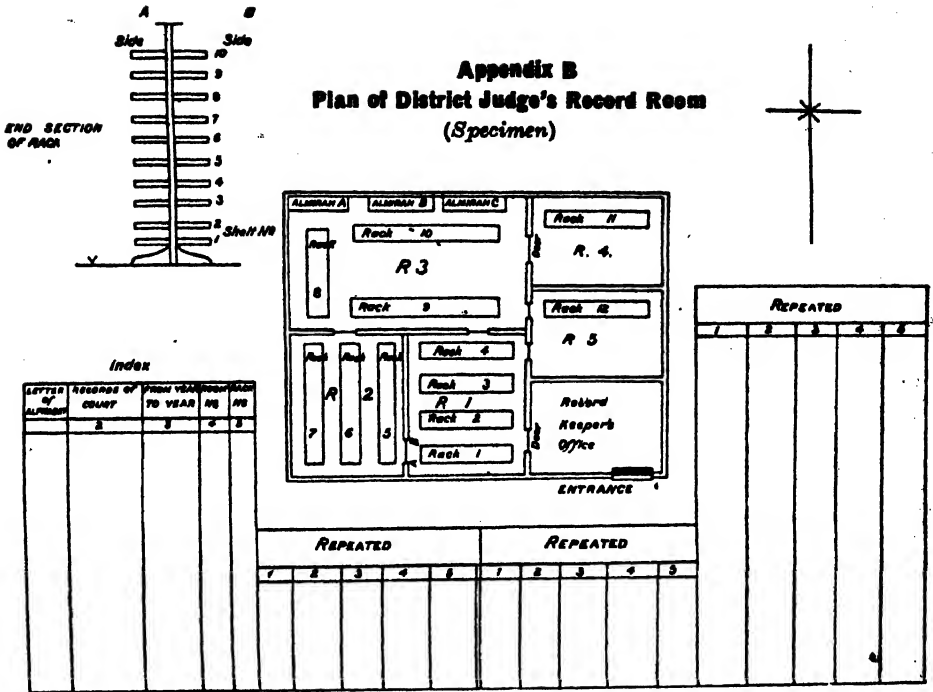 A B
Side Side
10
9
8
7
6
5
4
3
2 Shelf No
1
END SECTION
OF RACK
Appendix B
Plan of District Judge's Record Room
(Specimen)
ALMIRAH A ALMIRAH B ALMIRAH C
Rack 10
Rack 8
R 3
Rack 9
Rack 11
Door
R. 4.
Rack 12
R 5
Rack 7
Rack 6
Rack 5
R 2
Rack 4
Rack 3
R 1
Rack 2
Rack 1
Record
Keeper's
Office
Door
ENTRANCE
Index
LETTER OF ALPHABET
RECORDS OF COURT
FROM YEAR TO YEAR
ROOM No
RACK No
2 3 4 5
REPEATED
1 2 3 4 5
REPEATED
1 2 3 4 5
REPEATED
1 2 3 4 5